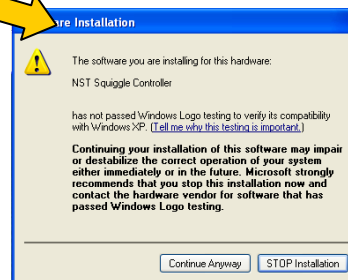 are Installation
The software you are installing for this hardware:
NST Squiggle Controller
has not passed Windows Logo testing to verify its compatibility
with Windows XP. (Tell me why this testing is important.)
Continuing your installation of this software may impair
or destabilize the correct operation of your system
either immediately or in the future. Microsoft strongly
recommends that you stop this installation now and
contact the hardware vendor for software that has
passed Windows Logo testing.
Continue Anyway STOP Installation